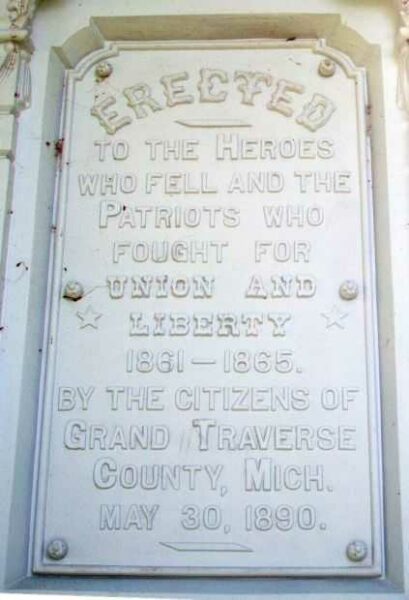 ERECTED
TO THE HEROES
WHO FELL AND THE
PATRIOTS WHO
FOUGHT FOR
UNION AND
LIBERTY
1861-1865.
BY THE CITIZENS OF
GRAND TRAVERSE
COUNTY, MICH.
MAY 30, 1890.